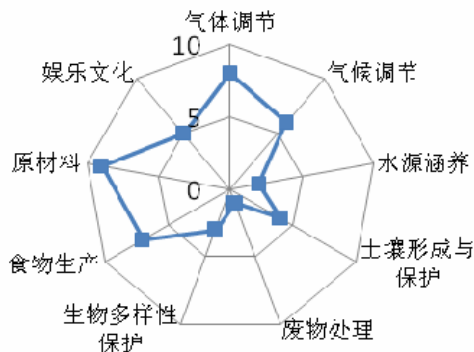 气体调节
10
娱乐文化
气候调节
5
原材料
水源涵养
0
食物生产
土壤形成与
保护
生物多样性
保护
废物处理